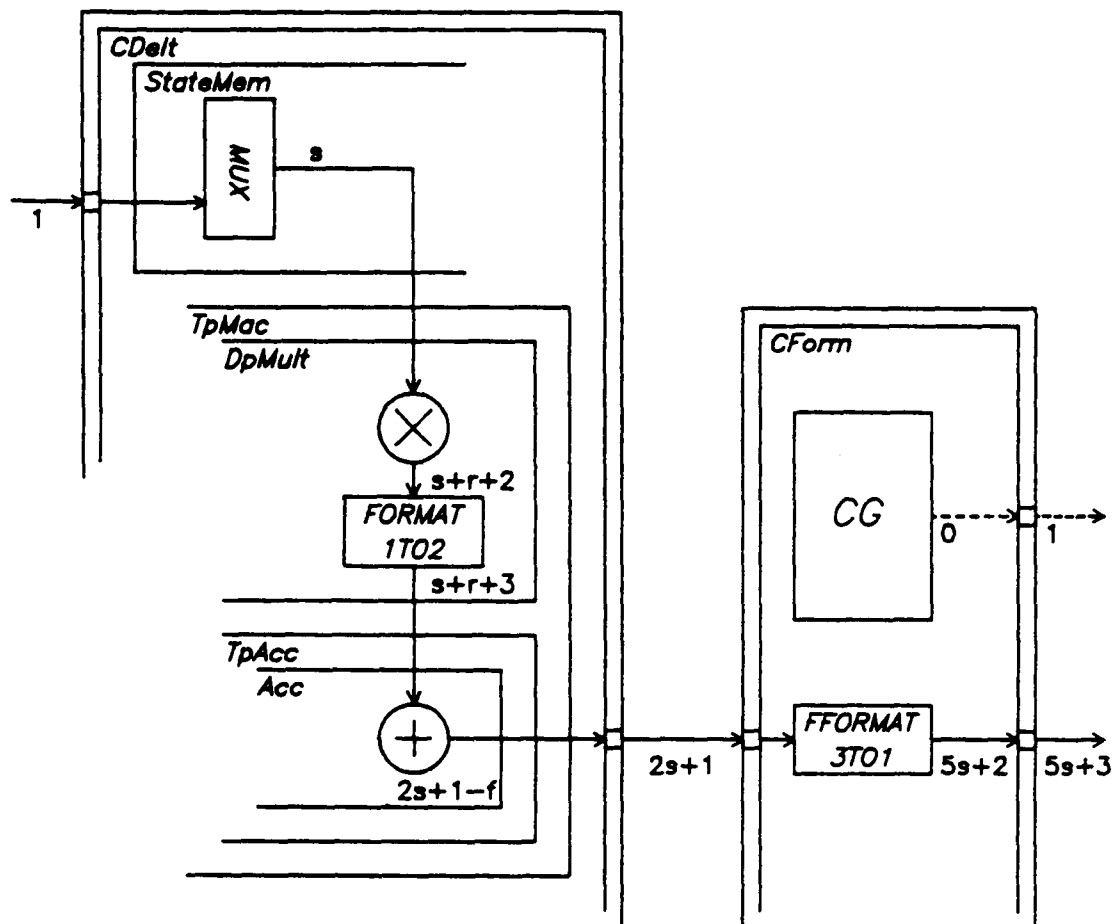 CDelt
StateMem
MUX
s
1
TpMac
DpMult
s+r+2
FORMAT
1TO2
s+r+3
TpAcc
Acc
2s+1-f
2s+1
CForm
CG
0
1
FFORMAT
3TO1
5s+2
5s+3